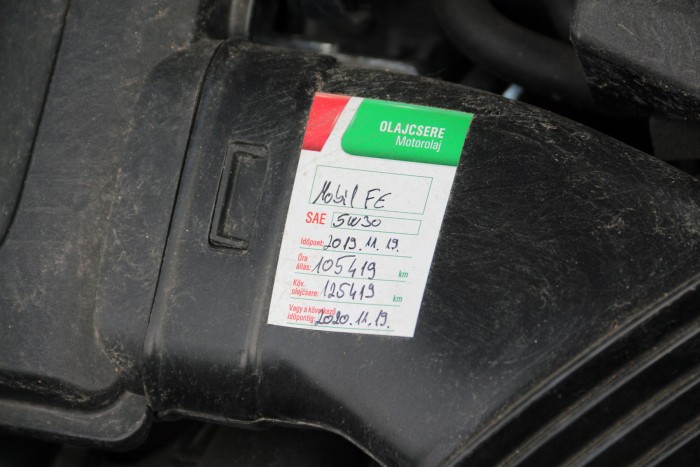 OLAJCSERE
Motorolaj
Mobil FE
SAE 5W30
Időpont: 2019.11.19.
Óra
állás: 105419 km
Köv.
olajcsere: 125419 km
Vagy a következő
időpontig: 2020.11.19.